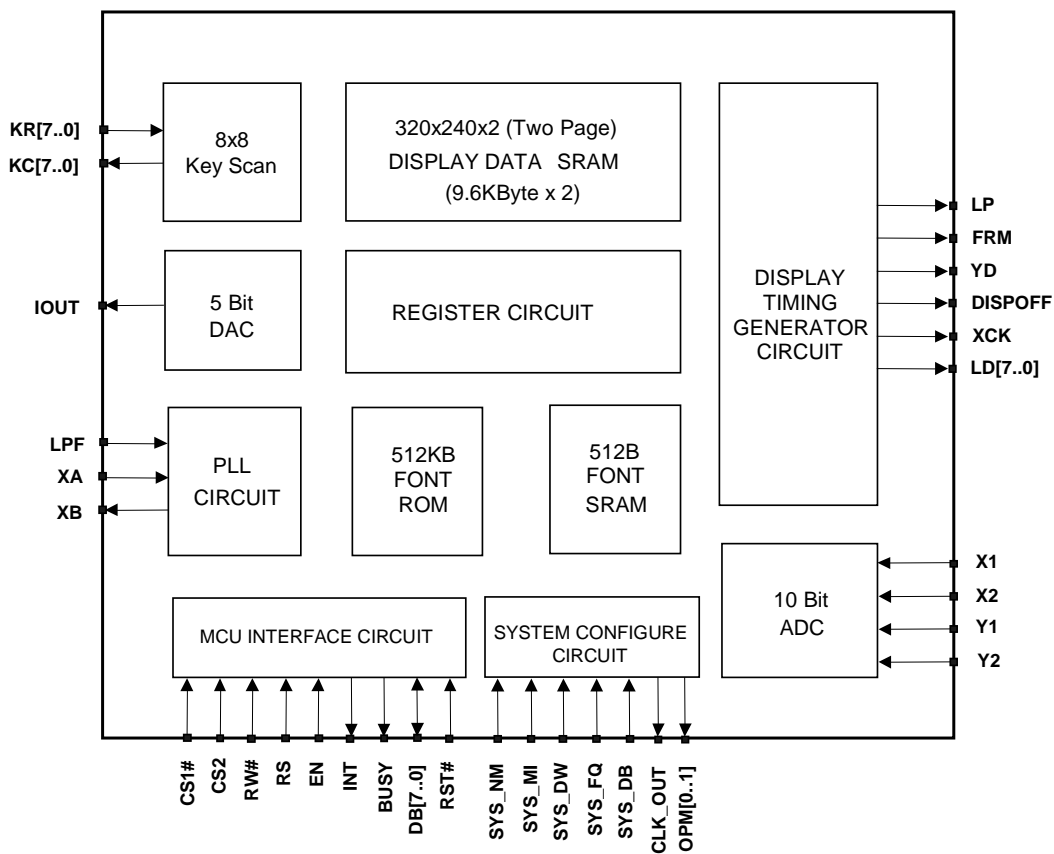 KR[7..0]
KC[7..0]
8x8
Key Scan
320x240x2 (Two Page)
DISPLAY DATA SRAM
(9.6KByte x 2)
LP
FRM
YD
DISPOFF
XCK
LD[7..0]
DISPLAY
TIMING
GENERATOR
CIRCUIT
IOUT
5 Bit
DAC
REGISTER CIRCUIT
LPF
XA
XB
PLL
CIRCUIT
512KB
FONT
ROM
512B
FONT
SRAM
10 Bit
ADC
X1
X2
Y1
Y2
MCU INTERFACE CIRCUIT
SYSTEM CONFIGURE
CIRCUIT
CS1#
CS2
RW#
RS
EN
INT
BUSY
DB[7..0]
RST#
SYS_NM
SYS_MI
SYS_DW
SYS_FQ
SYS_DB
CLK_OUT
OPM[0..1]